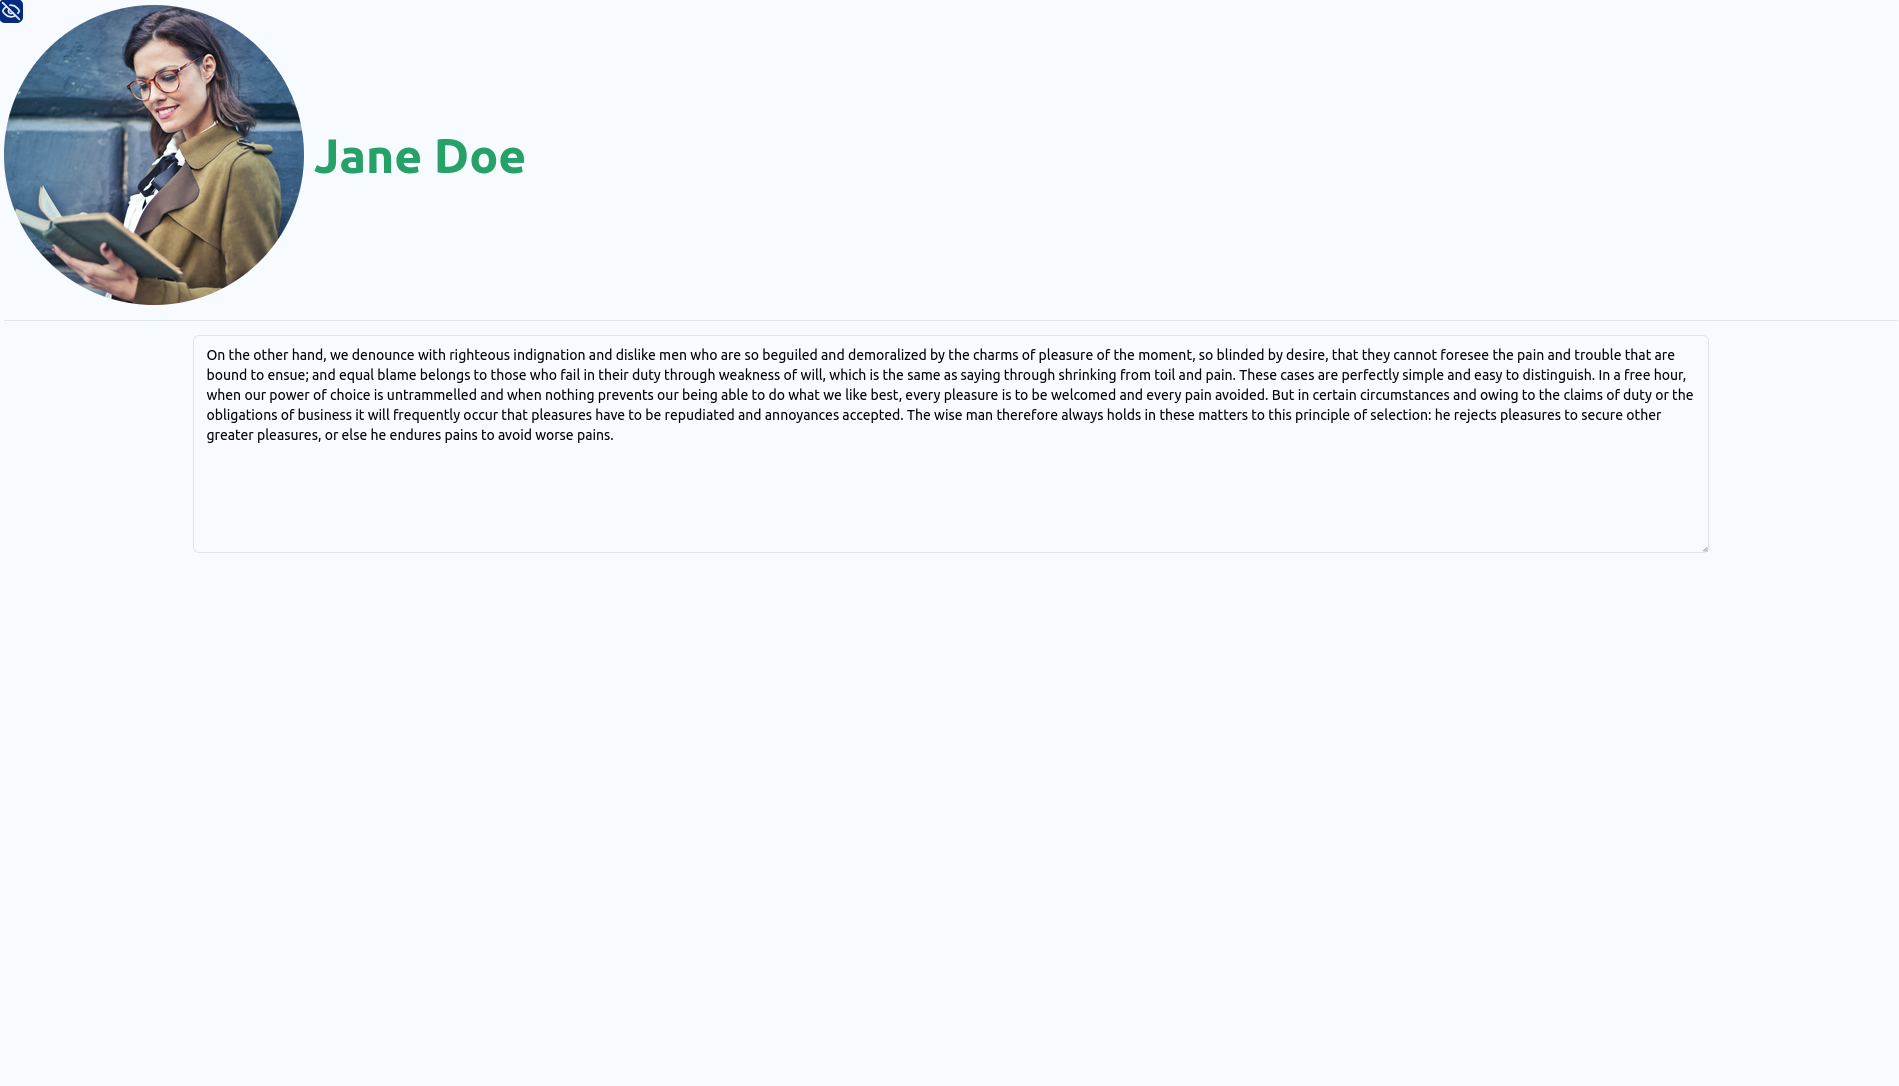 Jane Doe
On the other hand, we denounce with righteous indignation and dislike men who are so beguiled and demoralized by the charms of pleasure of the moment, so blinded by desire, that they cannot foresee the pain and trouble that are
bound to ensue; and equal blame belongs to those who fail in their duty through weakness of will, which is the same as saying through shrinking from toil and pain. These cases are perfectly simple and easy to distinguish. In a free hour,
when our power of choice is untrammelled and when nothing prevents our being able to do what we like best, every pleasure is to be welcomed and every pain avoided. But in certain circumstances and owing to the claims of duty or the
obligations of business it will frequently occur that pleasures have to be repudiated and annoyances accepted. The wise man therefore always holds in these matters to this principle of selection: he rejects pleasures to secure other
greater pleasures, or else he endures pains to avoid worse pains.